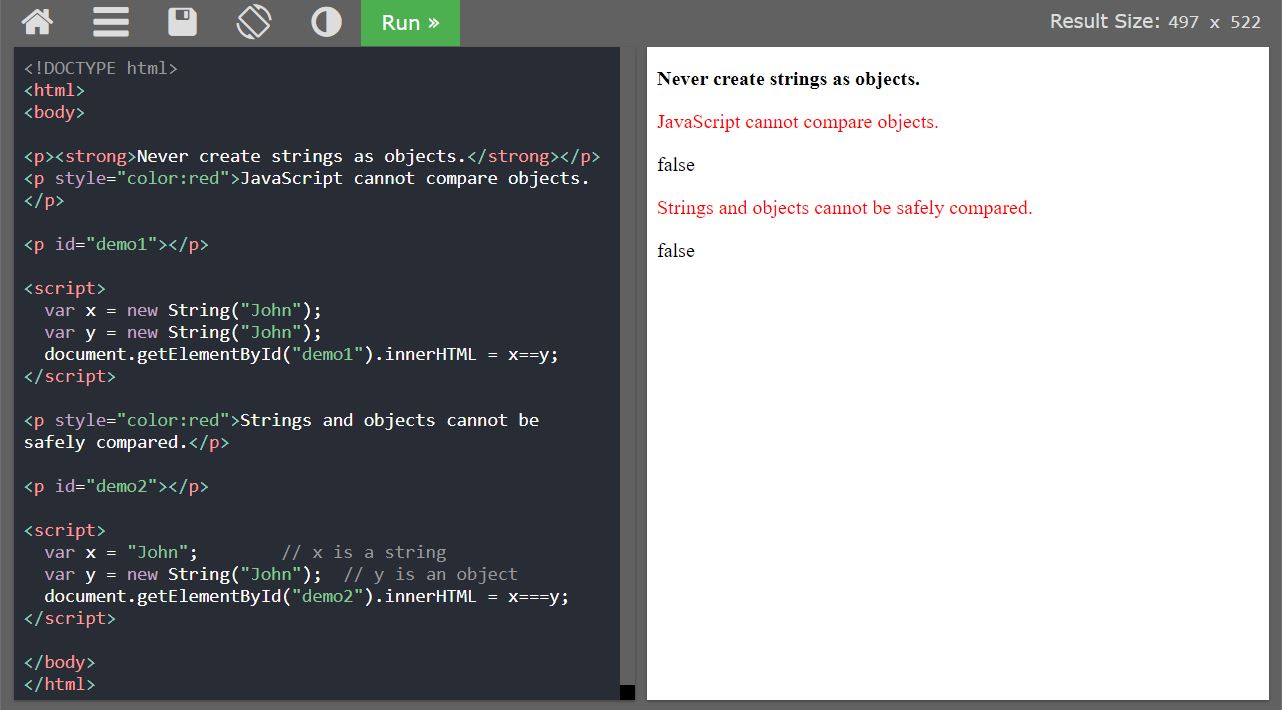 Run »
Result Size: 497 x 522
<!DOCTYPE html>
<html>
<body>
<p><strong>Never create strings as objects.</strong></p>
<p style="color:red">JavaScript cannot compare objects.
</p>
<p id="demo1"></p>
<script>
  var x = new String("John");
  var y = new String("John");
  document.getElementById("demo1").innerHTML = x==y;
</script>
<p style="color:red">Strings and objects cannot be
safely compared.</p>
<p id="demo2"></p>
<script>
  var x = "John";        // x is a string
  var y = new String("John");  // y is an object
  document.getElementById("demo2").innerHTML = x===y;
</script>
</body>
</html>
Never create strings as objects.
JavaScript cannot compare objects.
false
Strings and objects cannot be safely compared.
false